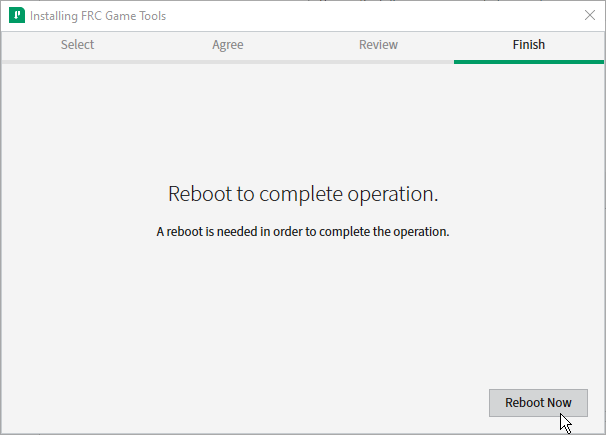 Installing FRC Game Tools
Select Agree Review Finish
Reboot to complete operation.
A reboot is needed in order to complete the operation.
Reboot Now